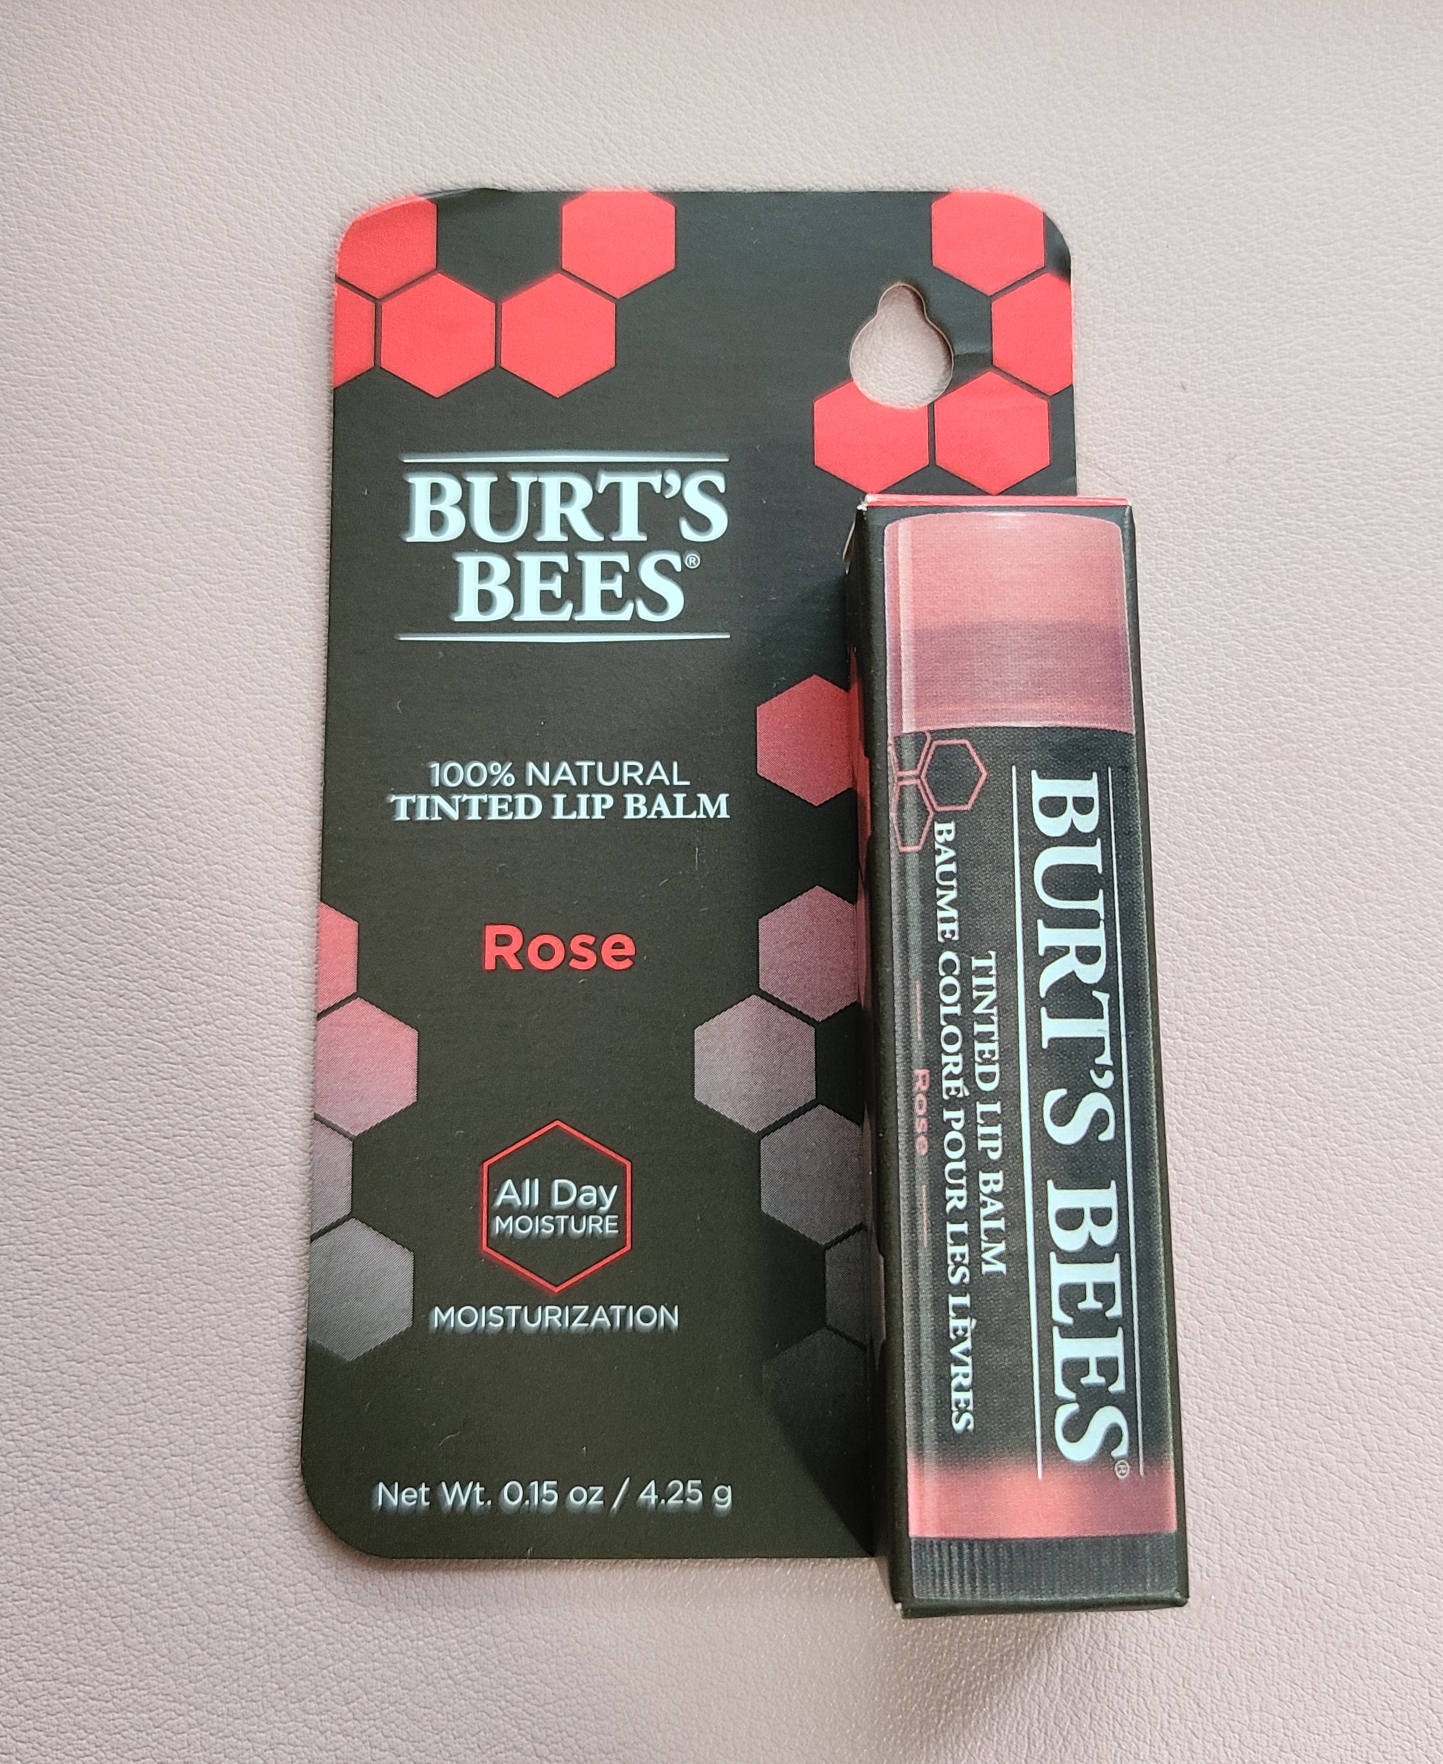 BURT'S
BEES®
100% NATURAL
TINTED LIP BALM
Rose
All Day
MOISTURE
MOISTURIZATION
Net Wt. 0.15 oz / 4.25 g
BURT'S BEES®
TINTED LIP BALM
BAUME COLORÉ POUR LES LÈVRES
Rose